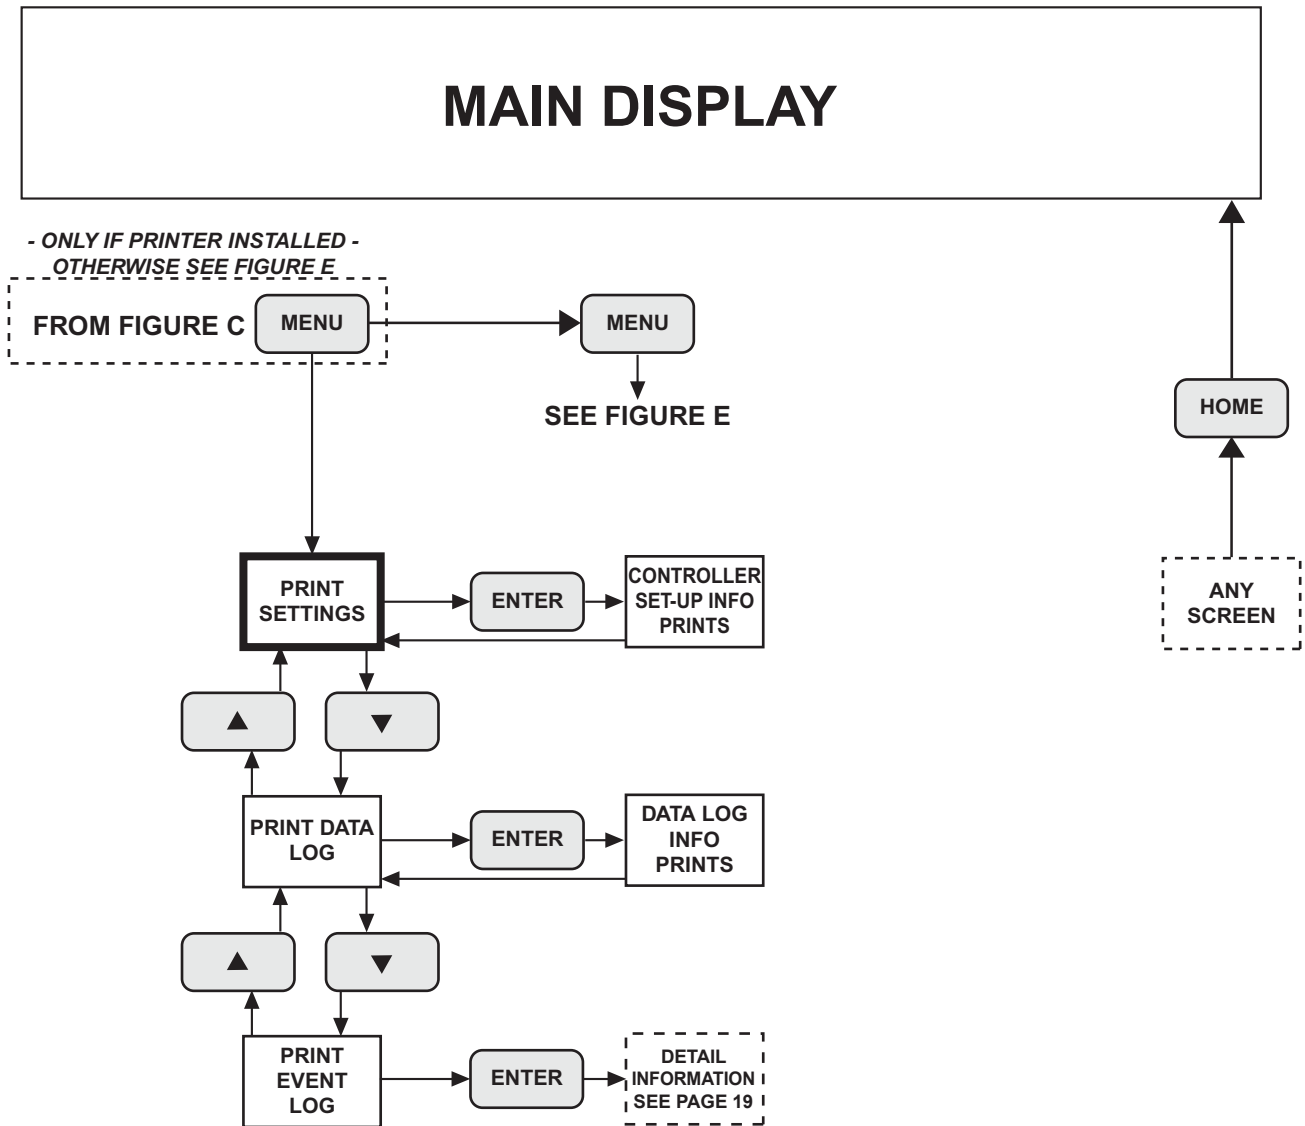 MAIN DISPLAY
- ONLY IF PRINTER INSTALLED -
OTHERWISE SEE FIGURE E
FROM FIGURE C
MENU
MENU
SEE FIGURE E
HOME
ANY
SCREEN
PRINT
SETTINGS
ENTER
CONTROLLER
SET-UP INFO
PRINTS
▲
▼
PRINT DATA
LOG
ENTER
DATA LOG
INFO
PRINTS
▲
▼
PRINT
EVENT
LOG
ENTER
DETAIL
INFORMATION
SEE PAGE 19